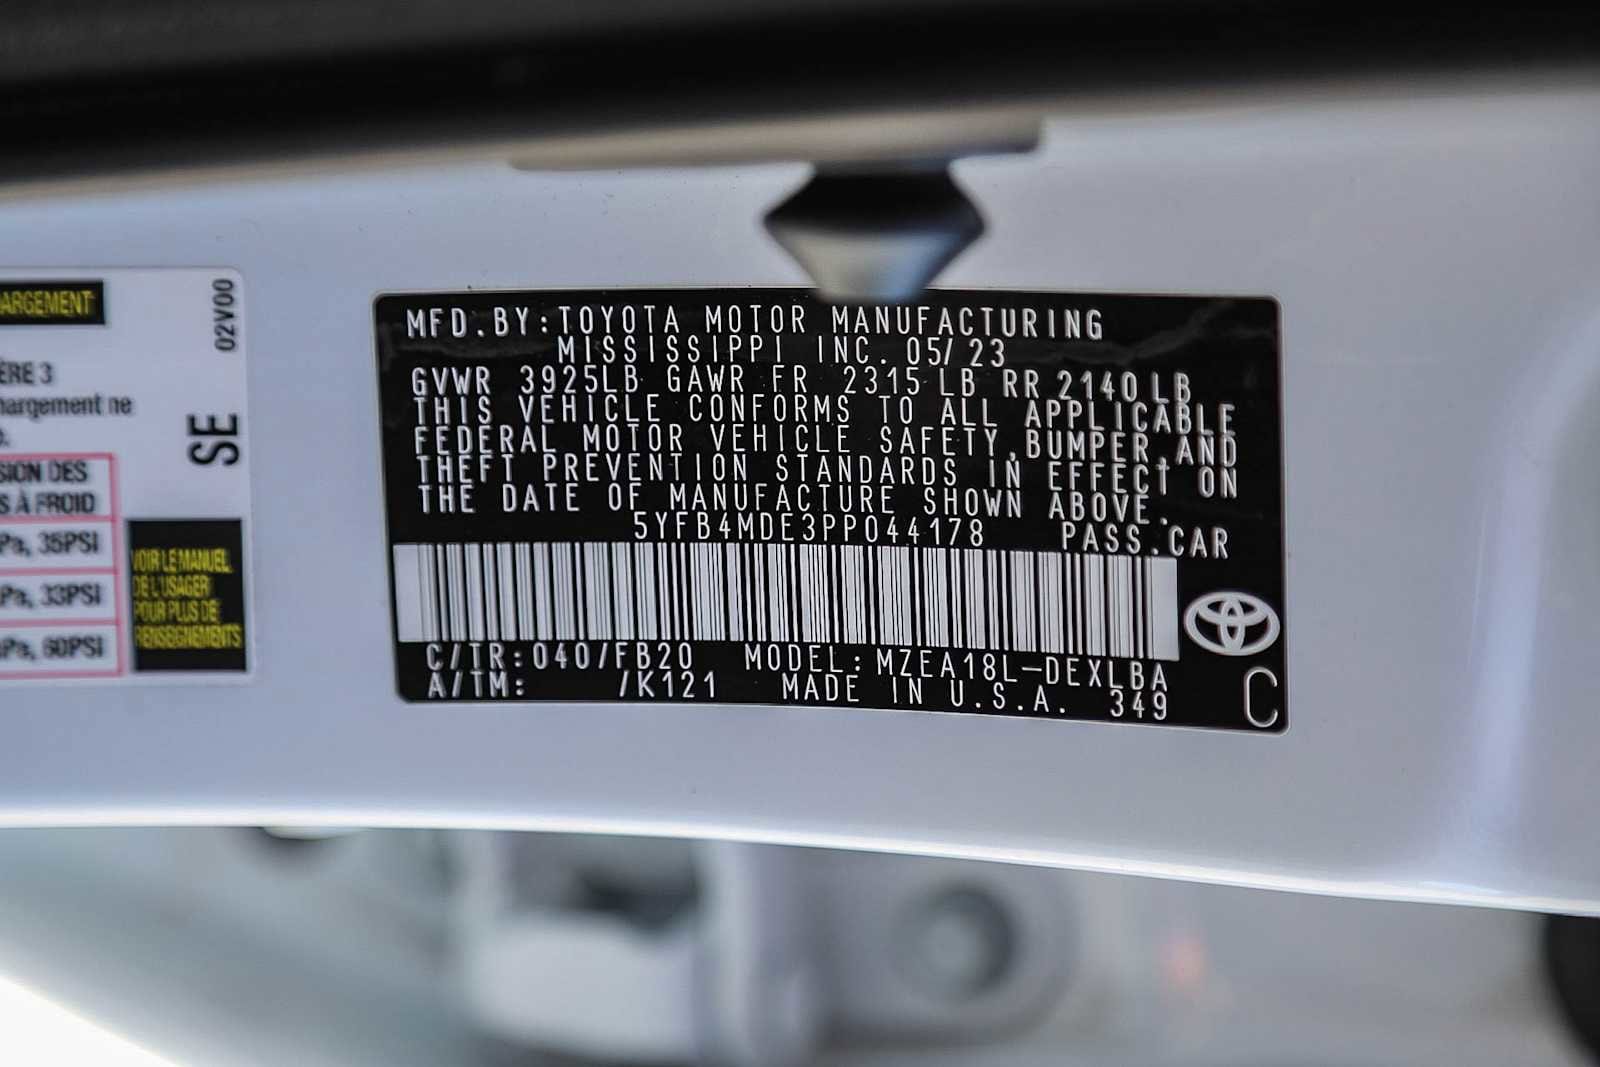 ARGEMENT
02V00
ÈRE 3
hargement ne
SE
SION DES
S À FROID
Pa, 35PSI
Pa, 33PSI
Pa, 60PSI
VOIR LE MANUEL
DE L'USAGER
POUR PLUS DE
RENSEIGNEMENTS
MFD.BY:TOYOTA MOTOR MANUFACTURING
MISSISSIPPI INC. 05/23
GVWR 3925LB GAWR FR 2315 LB RR 2140 LB
THIS VEHICLE CONFORMS TO ALL APPLICABLE
FEDERAL MOTOR VEHICLE SAFETY,BUMPER,AND
THEFT PREVENTION STANDARDS IN EFFECT ON
THE DATE OF MANUFACTURE SHOWN ABOVE.
5YFB4MDE3PP044178 PASS.CAR
C/TR:040/FB20 MODEL:MZEA18L-DEXLBA
A/TM: /K121 MADE IN U.S.A. 349
C